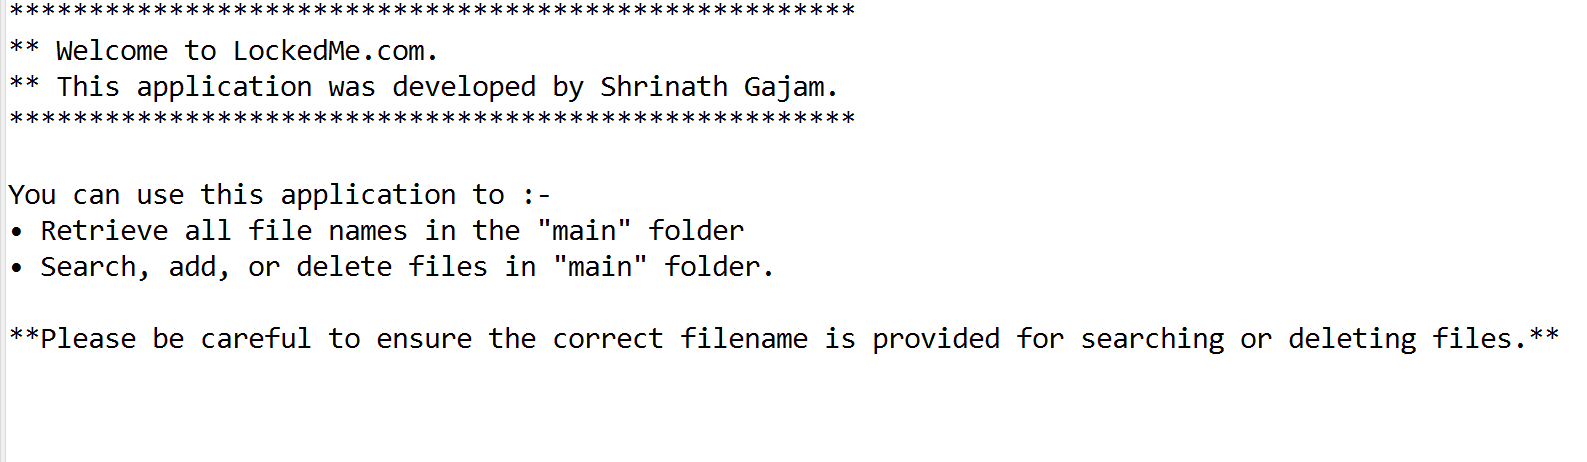 *****************************************************
** Welcome to LockedMe.com.
** This application was developed by Shrinath Gajam.
*****************************************************
You can use this application to :-
• Retrieve all file names in the "main" folder
• Search, add, or delete files in "main" folder.
**Please be careful to ensure the correct filename is provided for searching or deleting files.**